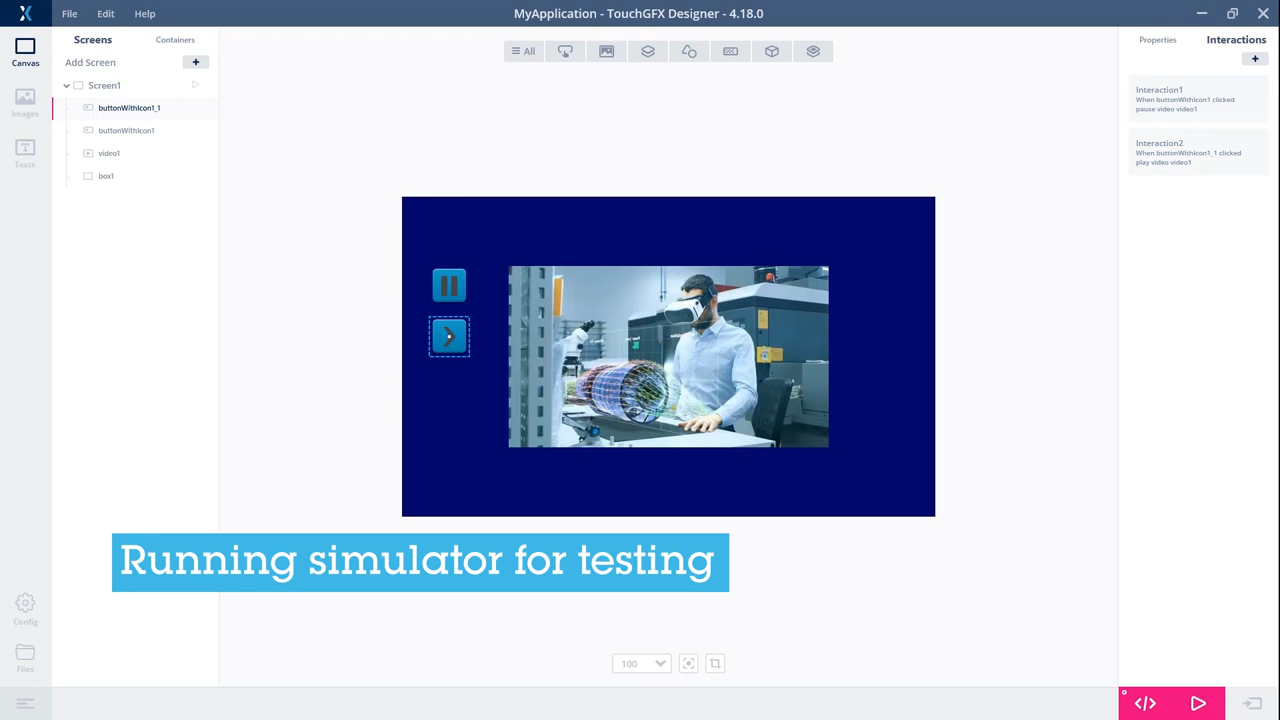 File Edit Help
MyApplication - TouchGFX Designer - 4.18.0
Canvas
Images
Texts
Config
Files
Screens Containers
Add Screen
Screen1
buttonWithIcon1_1
buttonWithIcon1
video1
box1
All
Running simulator for testing
100
Properties Interactions
Interaction1
When buttonWithIcon1 clicked
pause video video1
Interaction2
When buttonWithIcon1_1 clicked
play video video1